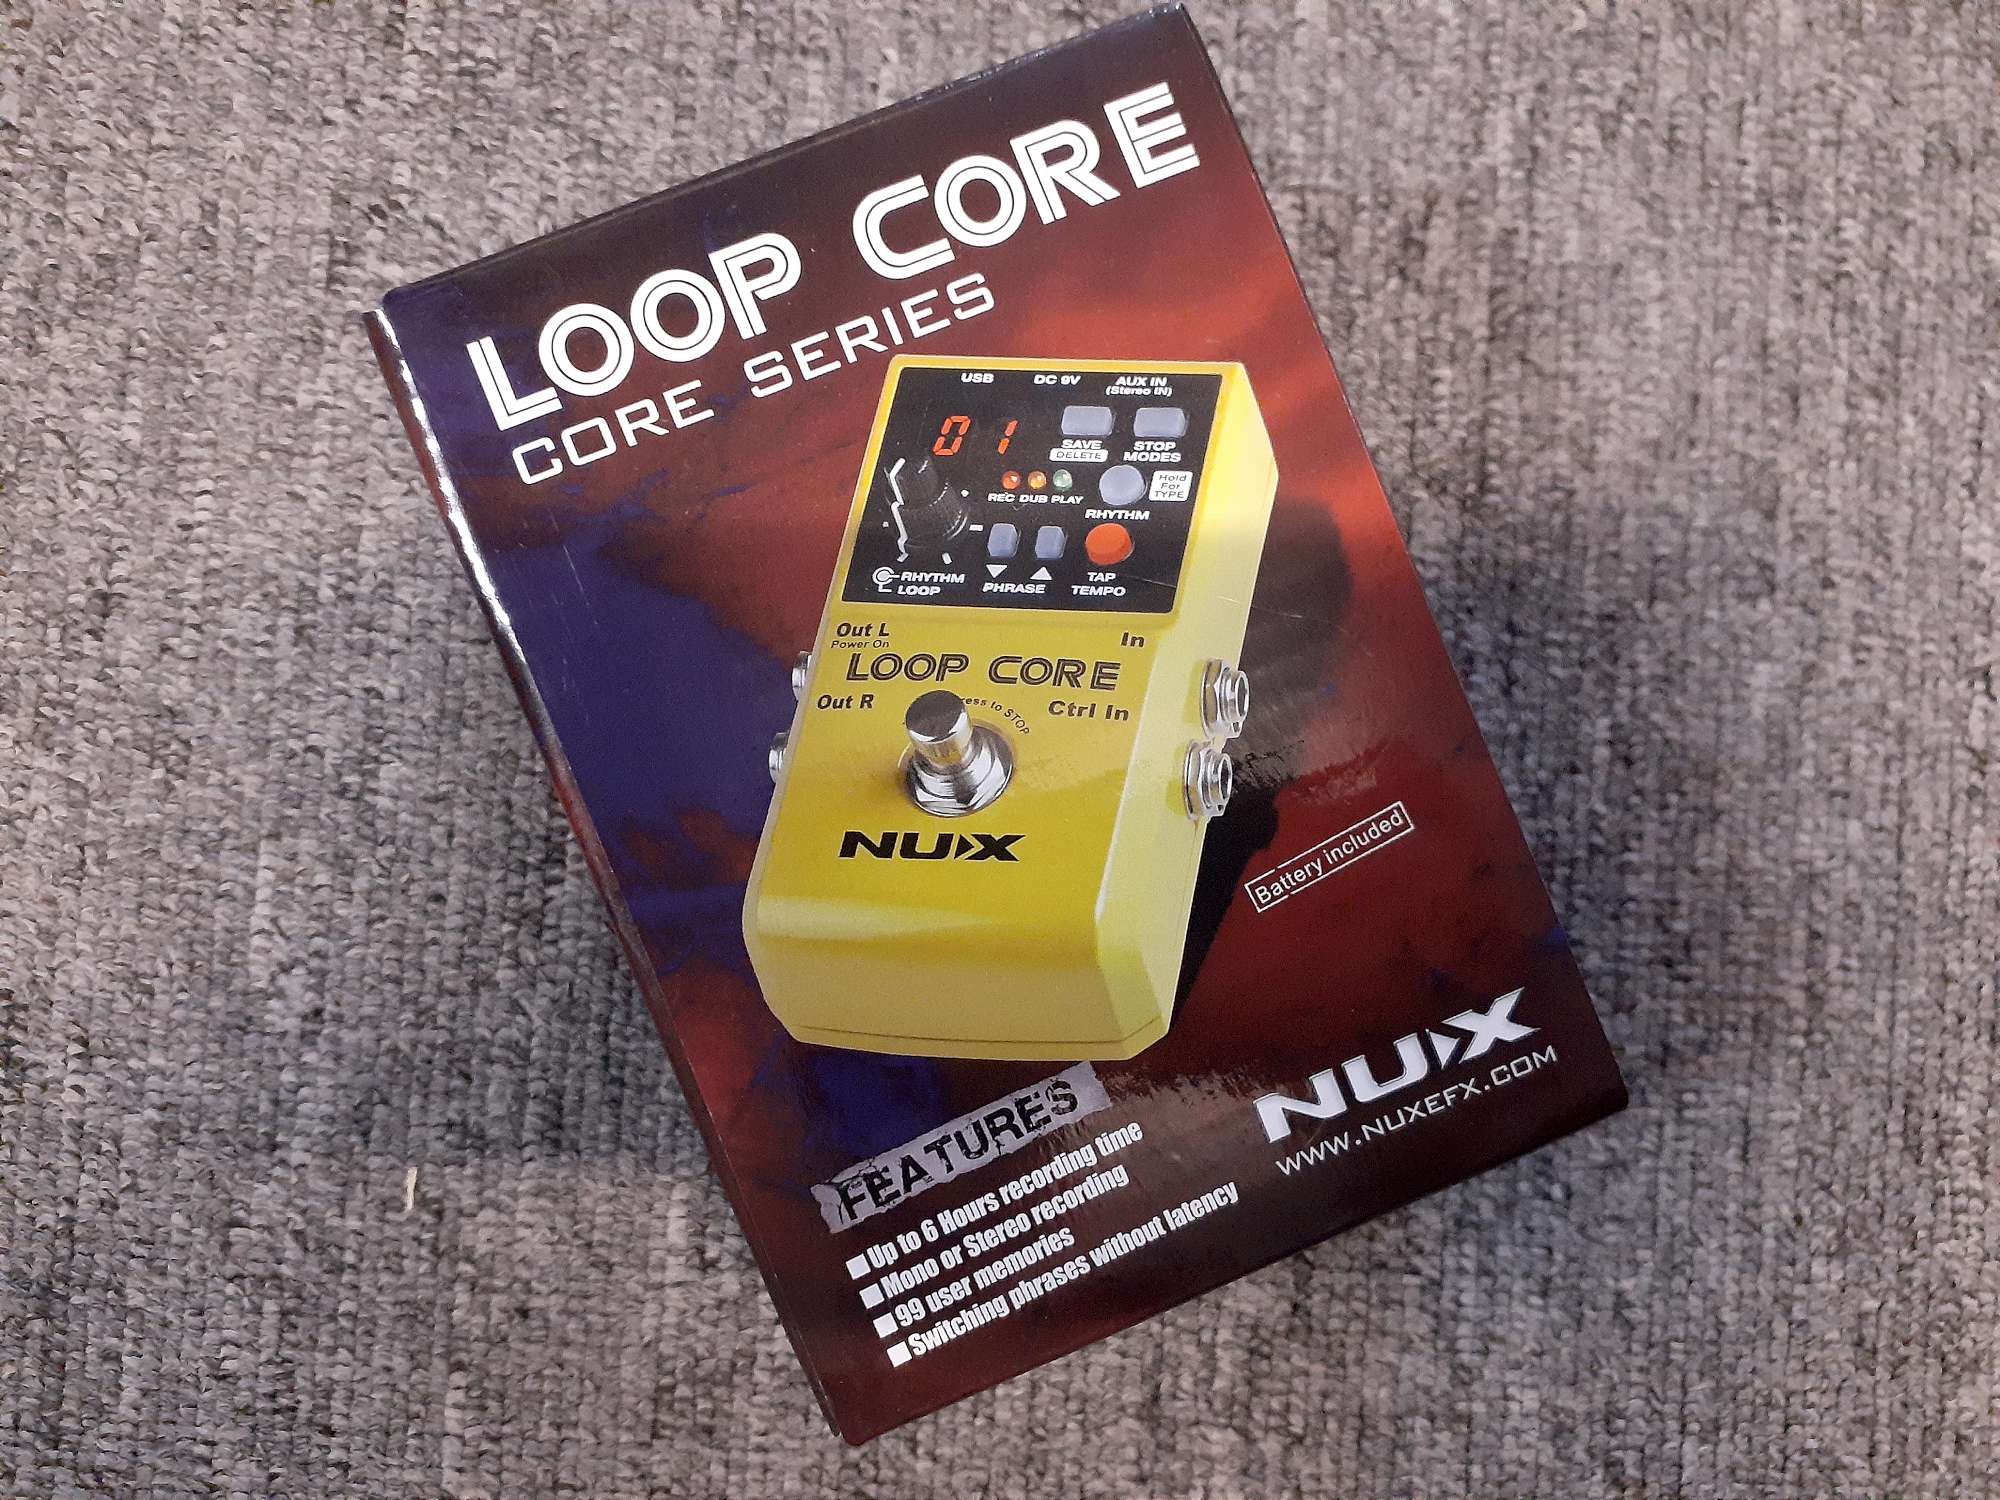 LOOP CORE
CORE SERIES
USB DC 9V AUX IN
(Stereo IN)
01
SAVE STOP
DELETE MODES
REC DUB PLAY
Hold
For
TYPE
RHYTHM
RHYTHM
LOOP
PHRASE
TAP
TEMPO
Out L In
Power On
LOOP CORE
Out R Ctrl In
to STOP
NUX
Battery included
NUX
WWW.NUXEFX.COM
FEATURES
Up to 6 Hours recording time
Mono or Stereo recording
99 user memories
Switching phrases without latency